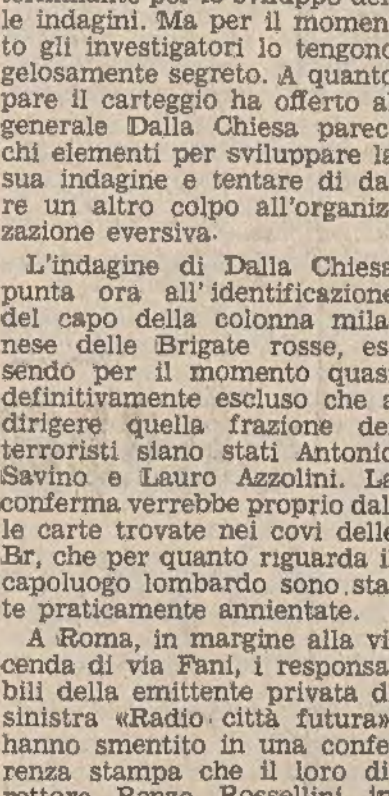 le indagini. Ma per il momen
to gli investigatori lo tengono
gelosamente segreto. A quanto
pare il carteggio ha offerto al
generale Dalla Chiesa parec
chi elementi per sviluppare la
sua indagine e tentare di da
re un altro colpo all'organiz
zazione eversiva.
L'indagine di Dalla Chiesa
punta ora all'identificazione
del capo della colonna mila
nese delle Brigate rosse, es
sendo per il momento quasi
definitivamente escluso che a
dirigere quella frazione de
terroristi siano stati Antonio
Savino e Lauro Azzolini. La
conferma verrebbe proprio dal
le carte trovate nei covi delle
Br, che per quanto riguarda i
capoluogo lombardo sono sta
te praticamente annientate.
A Roma, in margine alla vi
cenda di via Fani, i responsa
bili della emittente privata d
sinistra «Radio città futura»
hanno smentito in una confe
renza stampa che il loro di
rettore Renzo Rossellini in